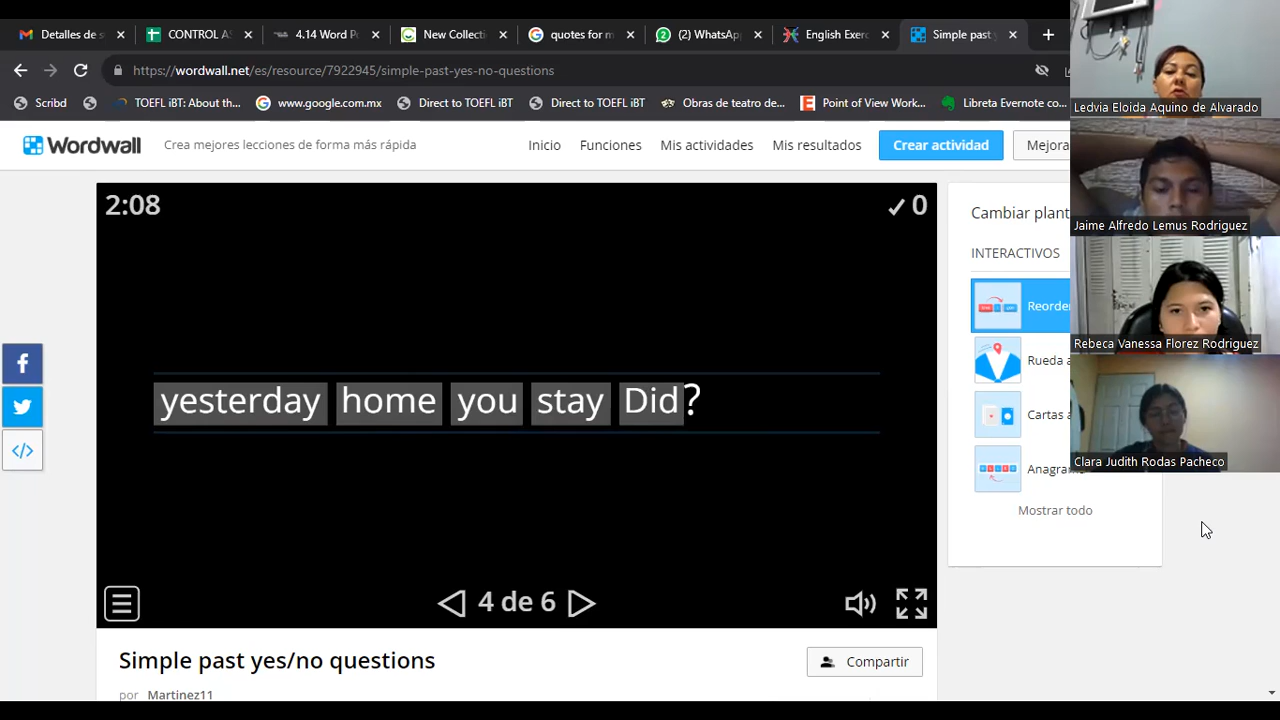 Detalles de s
CONTROL AS
4.14 Word P
New Collecti
quotes for m
(2) WhatsApp
English Exer
Simple past y
https://wordwall.net/es/resource/7922945/simple-past-yes-no-questions
Scribd
TOEFL iBT: About th...
www.google.com.mx
Direct to TOEFL iBT
Direct to TOEFL iBT
Obras de teatro de...
Point of View Work...
Libreta Evernote co...
Wordwall
Crea mejores lecciones de forma más rápida
Inicio
Funciones
Mis actividades
Mis resultados
Crear actividad
Mejora
2:08
✓ 0
yesterday home you stay Did?
4 de 6
Simple past yes/no questions
Compartir
por Martinez11
Cambiar plant
INTERACTIVOS
Reorde
Rueda a
Cartas a
Anagram
Mostrar todo
Ledvia Eloida Aquino de Alvarado
Jaime Alfredo Lemus Rodriguez
Rebeca Vanessa Florez Rodriguez
Clara Judith Rodas Pacheco